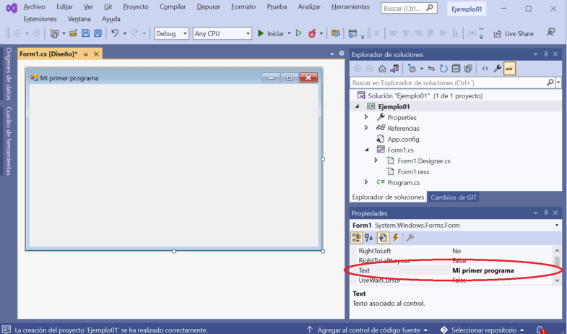 Archivo Editar Ver Git Proyecto Compilar Depurar Formato Prueba Analizar Herramientas Buscar (Ctrl... Ejemplo01
Extensiones Ventana Ayuda
Debug Any CPU Iniciar Live Share
Orígenes de datos
Cuadro de herramientas
Form1.cs [Diseño]*
Mi primer programa
Explorador de soluciones
Buscar en Explorador de soluciones (Ctrl+¨)
Solución "Ejemplo01" (1 de 1 proyecto)
Ejemplo01
Properties
Referencias
App.config
Form1.cs
Form1.Designer.cs
Form1.resx
C# Program.cs
Explorador de soluciones Cambios de GIT
Propiedades
Form1 System.Windows.Forms.Form
RightToLeft No
RightToLeftLayout False
Text Mi primer programa
UseWaitCursor False
Text
Texto asociado al control.
La creación del proyecto 'Ejemplo01' se ha realizado correctamente. Agregar al control de código fuente Seleccionar repositorio